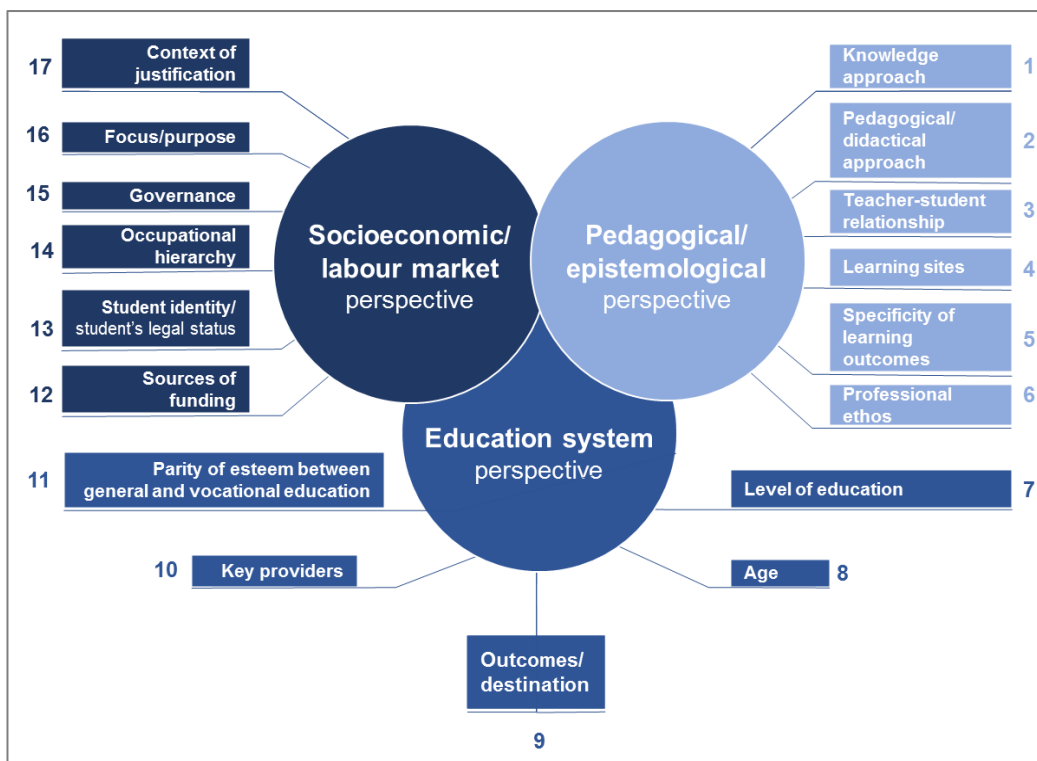 17
Context of
justification
16
Focus/purpose
15
Governance
14
Occupational
hierarchy
13
Student identity/
student's legal status
12
Sources of
funding
Socioeconomic/
labour market
perspective
Pedagogical/
epistemological
perspective
Education system
perspective
Knowledge
approach
1
Pedagogical/
didactical
approach
2
Teacher-student
relationship
3
Learning sites
4
Specificity of
learning
outcomes
5
Professional
ethos
6
11
Parity of esteem between
general and vocational education
Level of education
7
10
Key providers
Age
8
Outcomes/
destination
9